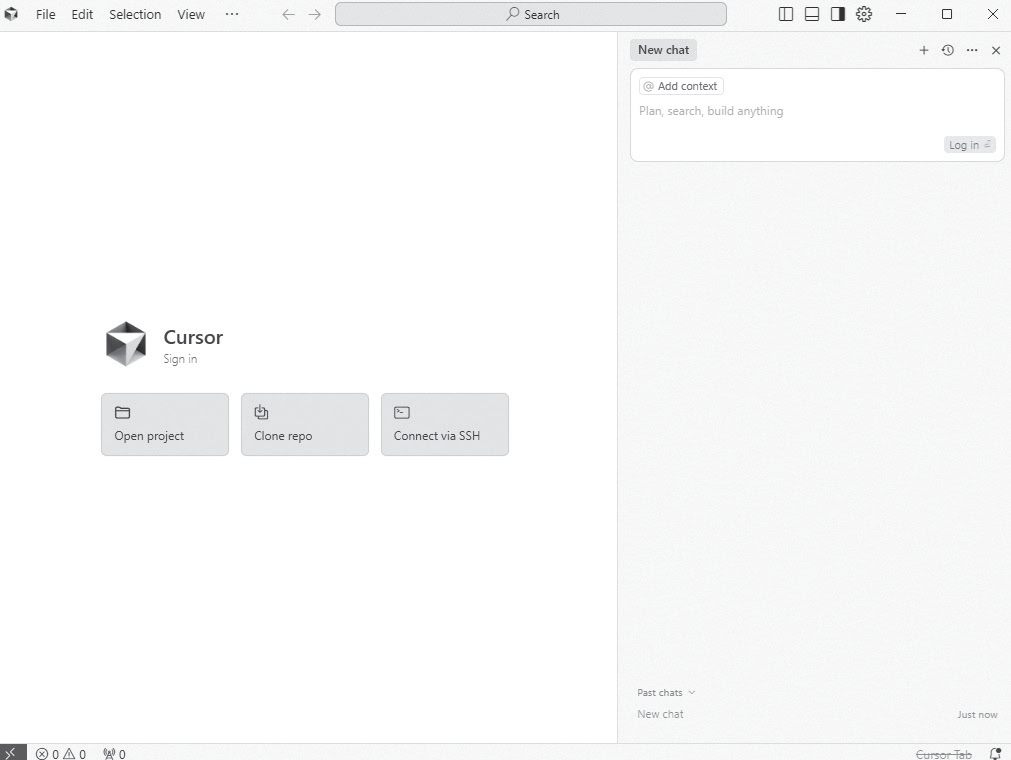 File Edit Selection View ··· Search
New chat
@ Add context
Plan, search, build anything
Log in
Cursor
Sign in
Open project Clone repo Connect via SSH
Past chats
New chat Just now
0 0 0 Cursor Tab